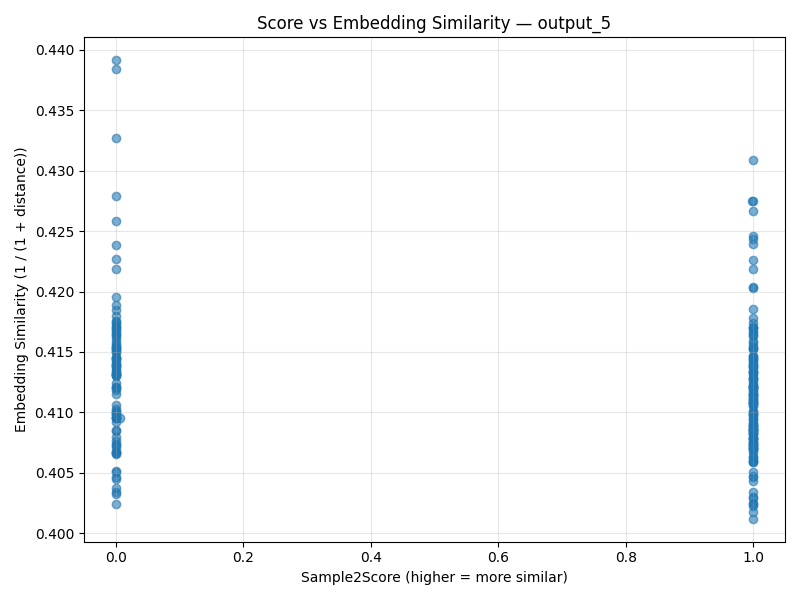 Score vs Embedding Similarity — output_5
Embedding Similarity (1 / (1 + distance))
0.440
0.435
0.430
0.425
0.420
0.415
0.410
0.405
0.400
0.0 0.2 0.4 0.6 0.8 1.0
Sample2Score (higher = more similar)